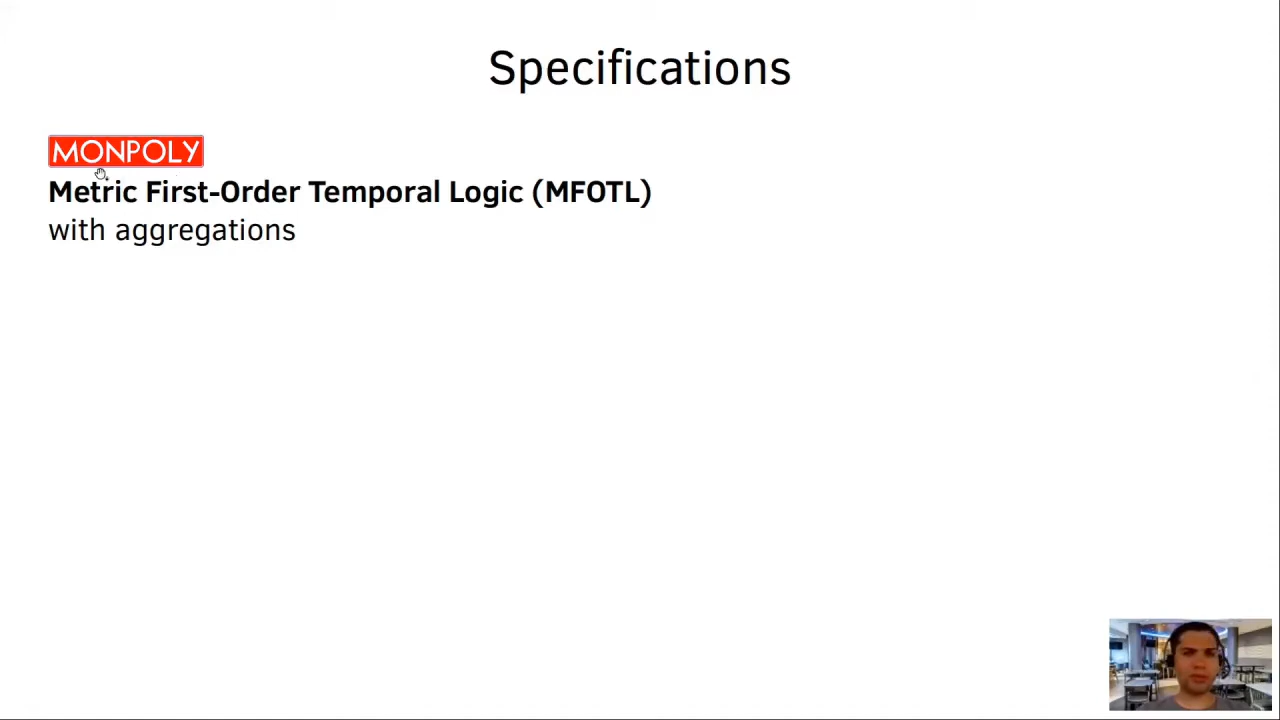 Specifications
MONPOLY
Metric First-Order Temporal Logic (MFOTL)
with aggregations